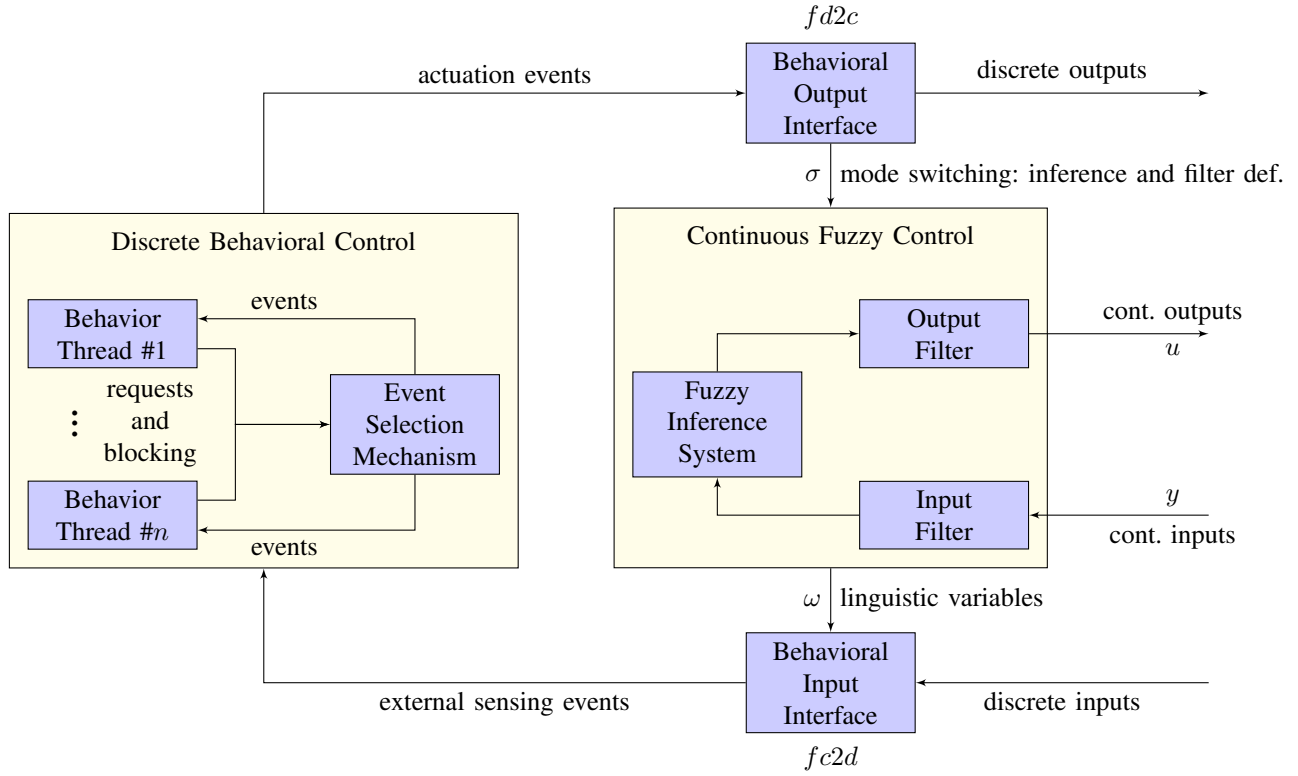 fd2c
Behavioral
Output
Interface
actuation events
discrete outputs
σ mode switching: inference and filter def.
Discrete Behavioral Control
events
Behavior
Thread #1
requests
and
blocking
Event
Selection
Mechanism
Behavior
Thread #n
events
Continuous Fuzzy Control
Output
Filter
cont. outputs
u
Fuzzy
Inference
System
Input
Filter
y
cont. inputs
ω linguistic variables
Behavioral
Input
Interface
external sensing events
discrete inputs
fc2d